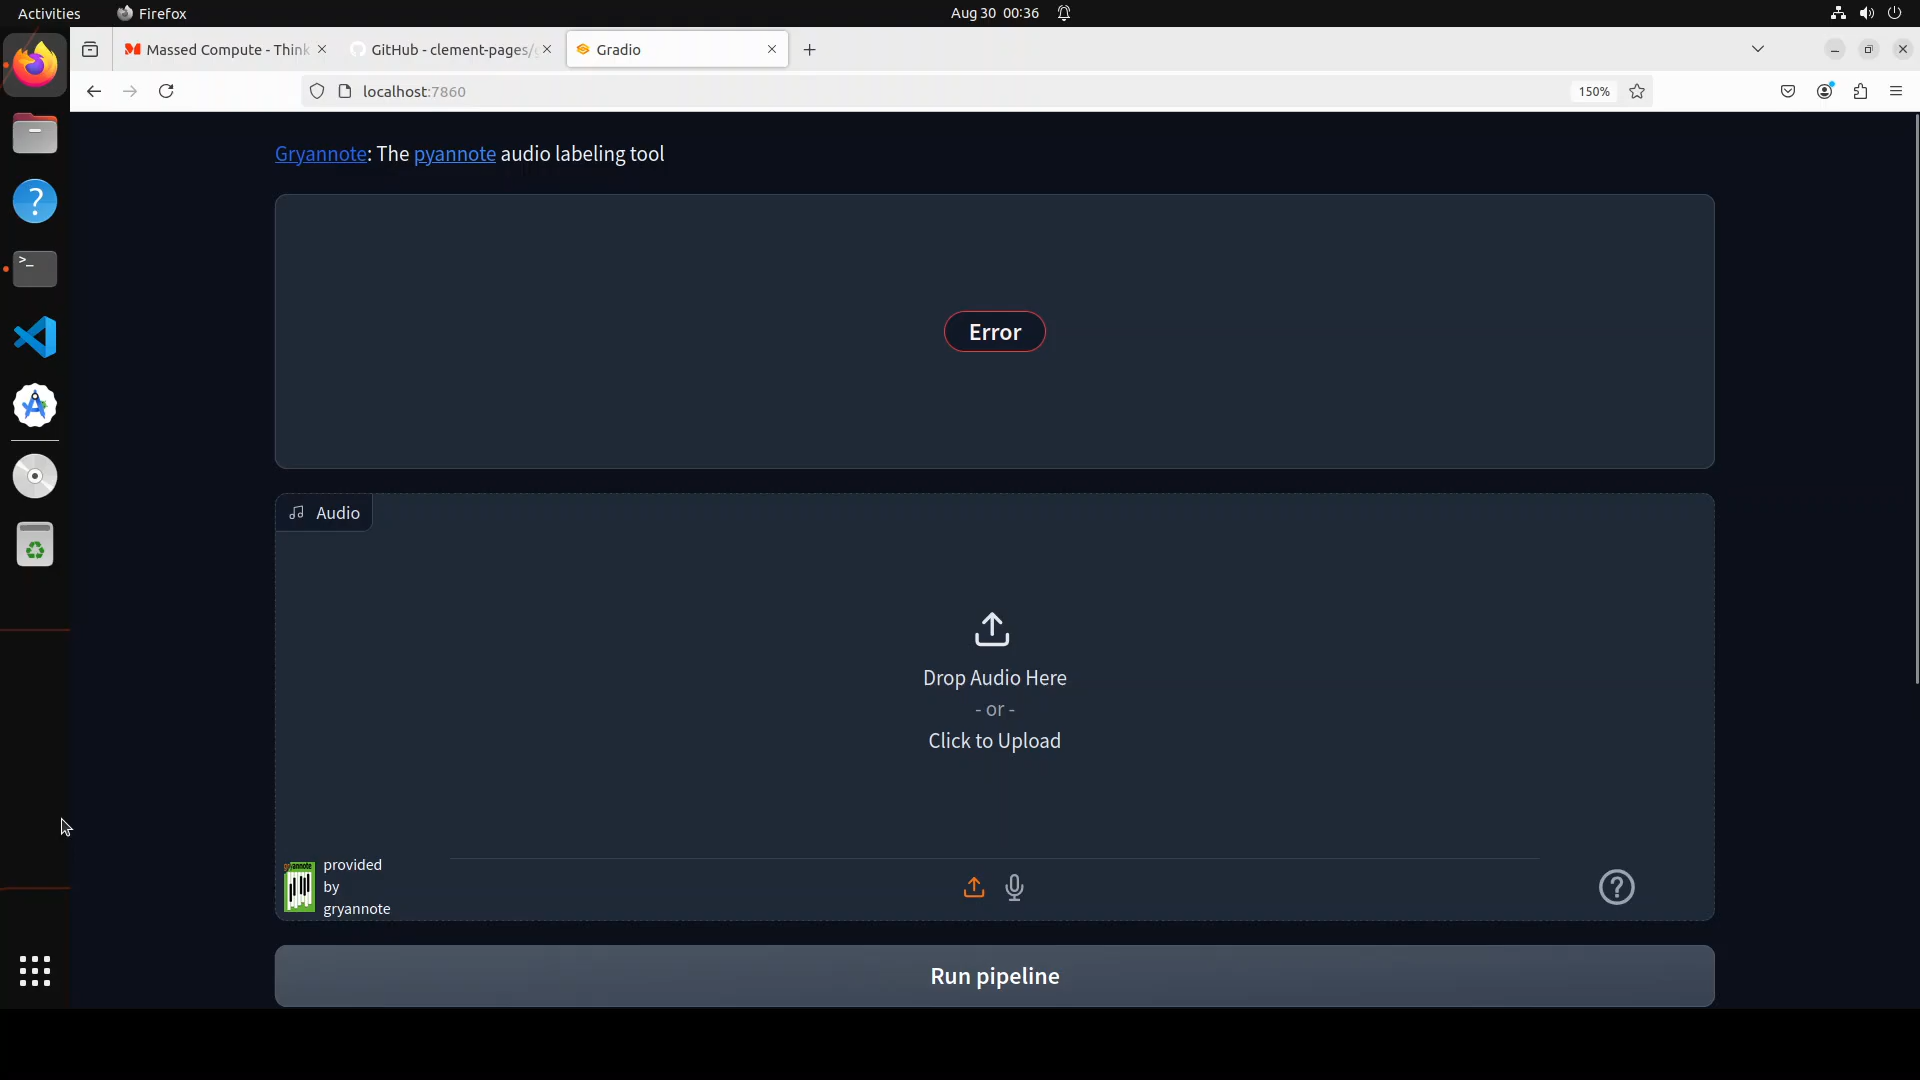 Activities
Firefox
Aug 30 00:36
Massed Compute - Think
GitHub - clement-pages/
Gradio
localhost:7860
150%
Gryannote: The pyannote audio labeling tool
Error
Audio
Drop Audio Here
- or -
Click to Upload
gryannote
provided
by
gryannote
Run pipeline